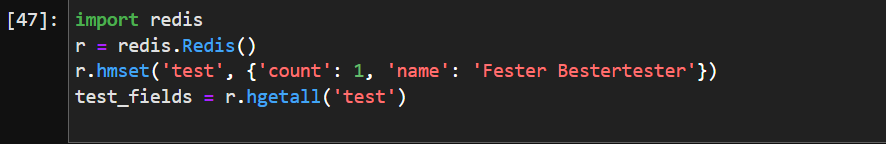 [47]: import redis
r = redis.Redis()
r.hmset('test', {'count': 1, 'name': 'Fester Bestertester'})
test_fields = r.hgetall('test')